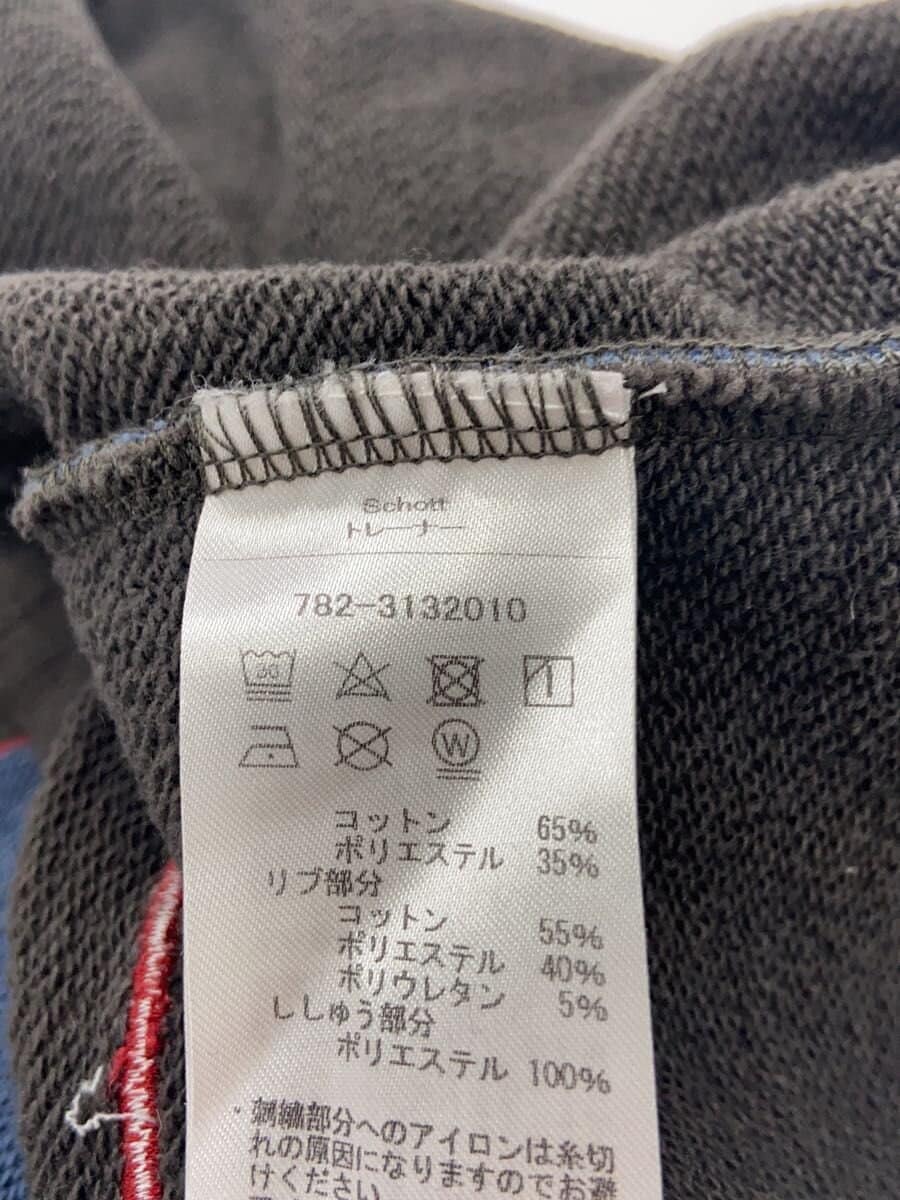 Schott
トレーナー
782-3132010
30
W
コットン 65%
ポリエステル 35%
リブ部分
コットン 55%
ポリエステル 40%
ポリウレタン 5%
ししゅう部分
ポリエステル 100%
・刺繍部分へのアイロンは糸切
れの原因になりますのでお避
けください